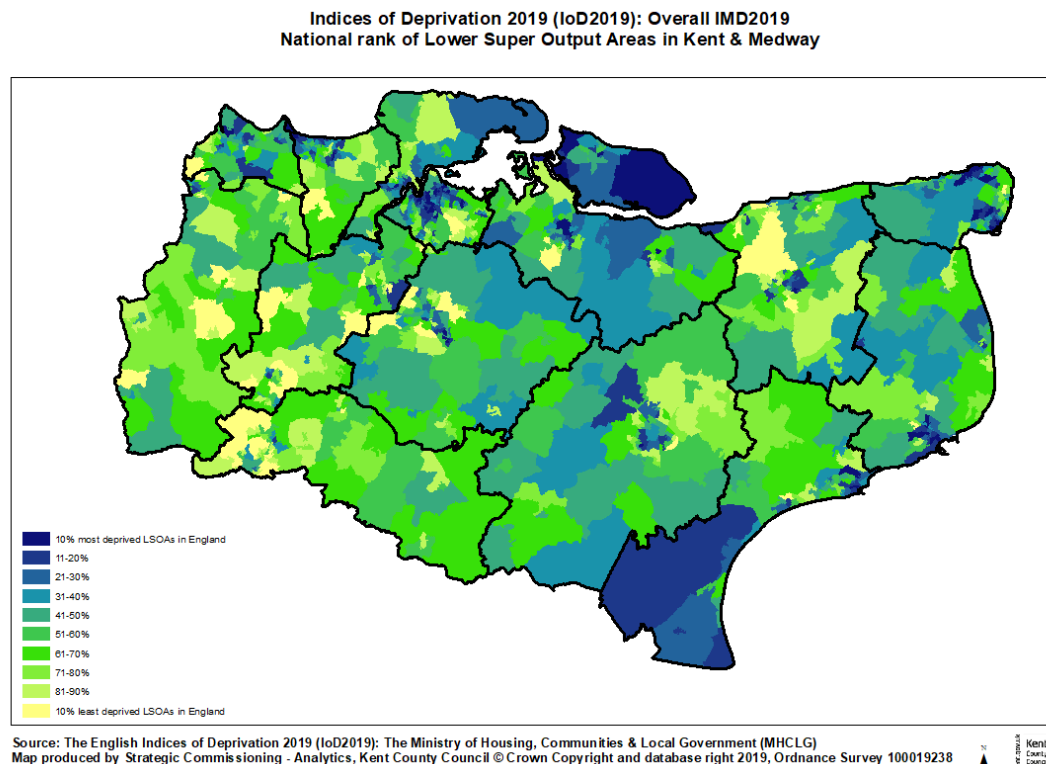 Indices of Deprivation 2019 (IoD2019): Overall IMD2019
National rank of Lower Super Output Areas in Kent & Medway
10% most deprived LSOAs in England
11-20%
21-30%
31-40%
41-50%
51-60%
61-70%
71-80%
81-90%
10% least deprived LSOAs in England
Source: The English Indices of Deprivation 2019 (IoD2019): The Ministry of Housing, Communities & Local Government (MHCLG)
Map produced by Strategic Commissioning - Analytics, Kent County Council © Crown Copyright and database right 2019, Ordnance Survey 100019238
N
Kent
County
Council